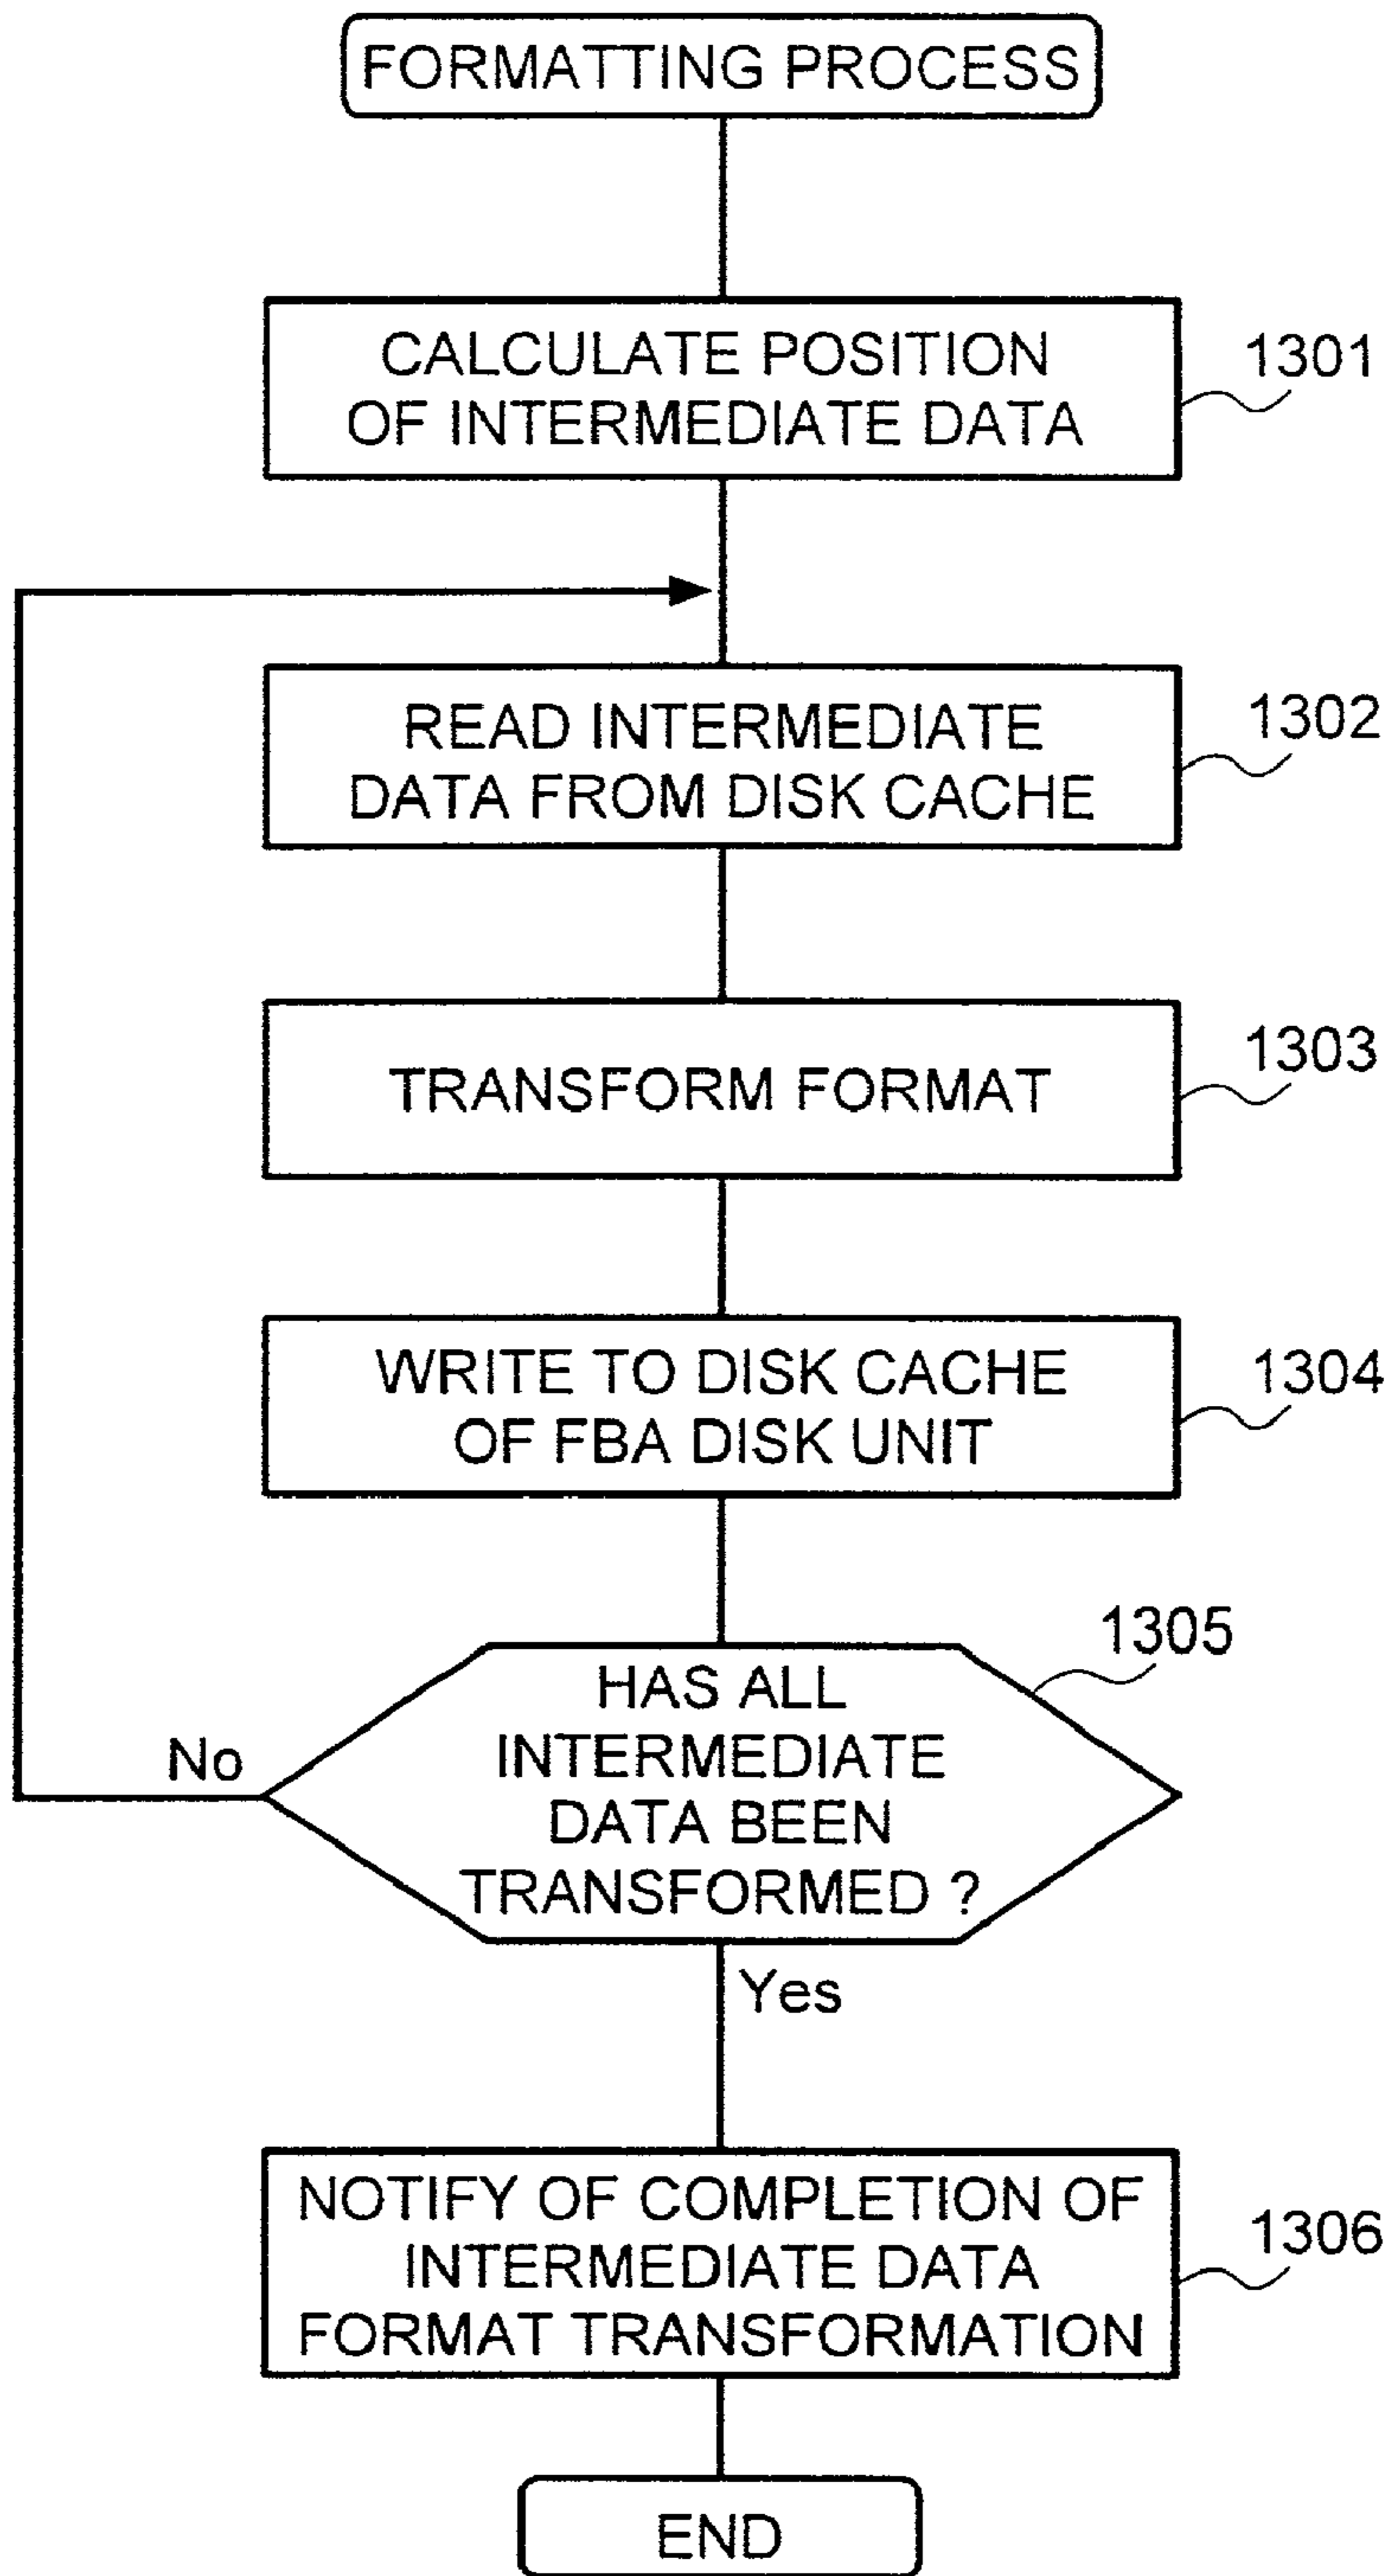 FORMATTING PROCESS
CALCULATE POSITION
OF INTERMEDIATE DATA
1301
READ INTERMEDIATE
DATA FROM DISK CACHE
1302
TRANSFORM FORMAT
1303
WRITE TO DISK CACHE
OF FBA DISK UNIT
1304
HAS ALL
INTERMEDIATE
DATA BEEN
TRANSFORMED ?
1305
No
Yes
NOTIFY OF COMPLETION OF
INTERMEDIATE DATA
FORMAT TRANSFORMATION
1306
END